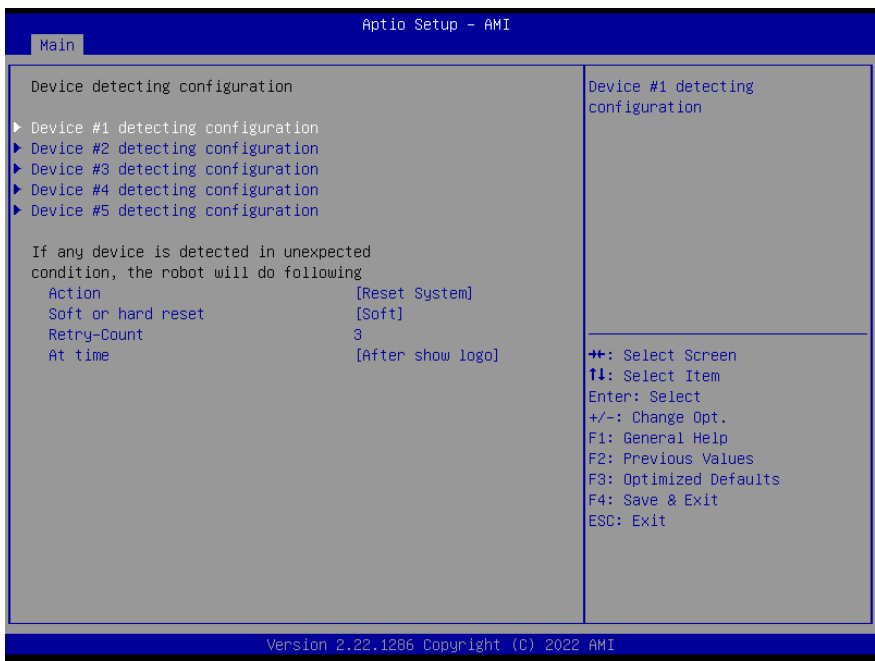 Aptio Setup – AMI
Main
Device detecting configuration
Device #1 detecting configuration
Device #2 detecting configuration
Device #3 detecting configuration
Device #4 detecting configuration
Device #5 detecting configuration
If any device is detected in unexpected
condition, the robot will do following
Action [Reset System]
Soft or hard reset [Soft]
Retry-Count 3
At time [After show logo]
Device #1 detecting
configuration
→←: Select Screen
↑↓: Select Item
Enter: Select
+/-: Change Opt.
F1: General Help
F2: Previous Values
F3: Optimized Defaults
F4: Save & Exit
ESC: Exit
Version 2.22.1286 Copyright (C) 2022 AMI